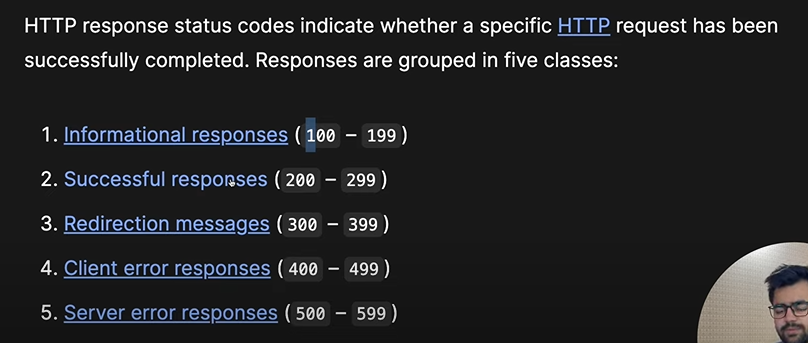 HTTP response status codes indicate whether a specific HTTP request has been
successfully completed. Responses are grouped in five classes:
1. Informational responses ( 100 – 199 )
2. Successful responses ( 200 – 299 )
3. Redirection messages ( 300 – 399 )
4. Client error responses ( 400 – 499 )
5. Server error responses ( 500 – 599 )